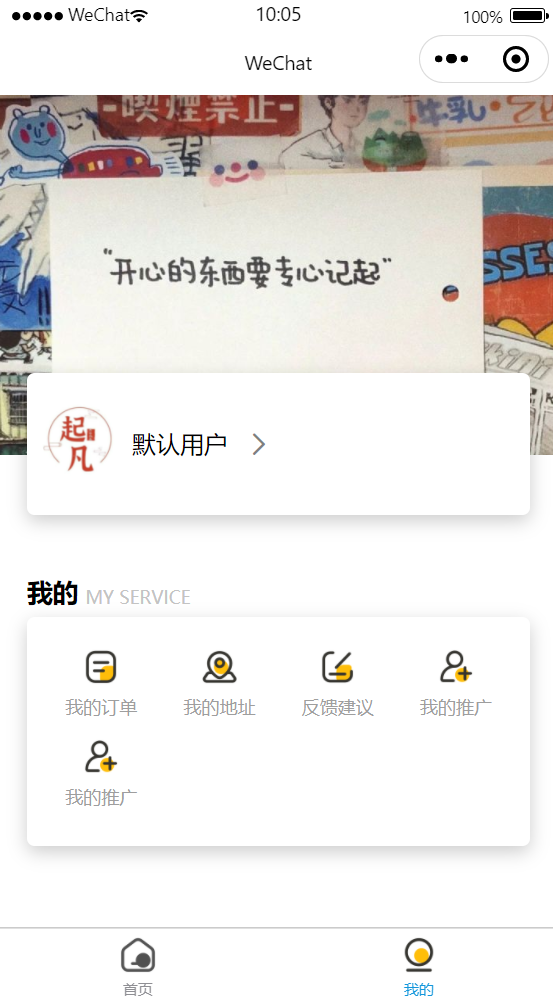 WeChat
10:05
100%
WeChat
-喫煙禁止-
牛乳
"开心的东西要专心记起"
SSES
起凡
默认用户
我的 MY SERVICE
我的订单
我的地址
反馈建议
我的推广
我的推广
首页
我的